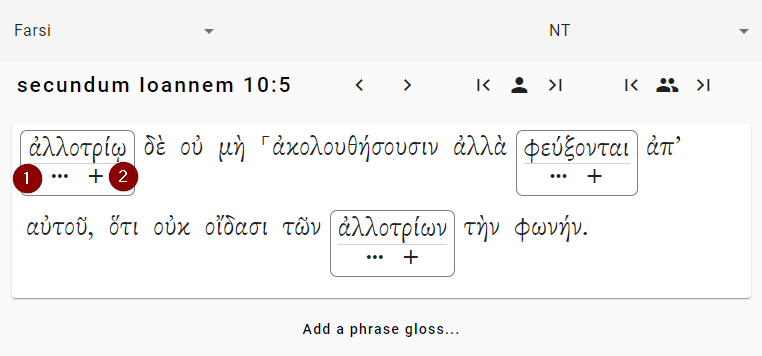 Farsi NT
secundum Ioannem 10:5
ἀλλοτρίῳ δὲ οὐ μὴ ⸀ἀκολουθήσουσιν ἀλλὰ φεύξονται ἀπ’
1 ... + 2 ... +
αὐτοῦ, ὅτι οὐκ οἴδασι τῶν ἀλλοτρίων τὴν φωνήν.
... +
Add a phrase gloss...